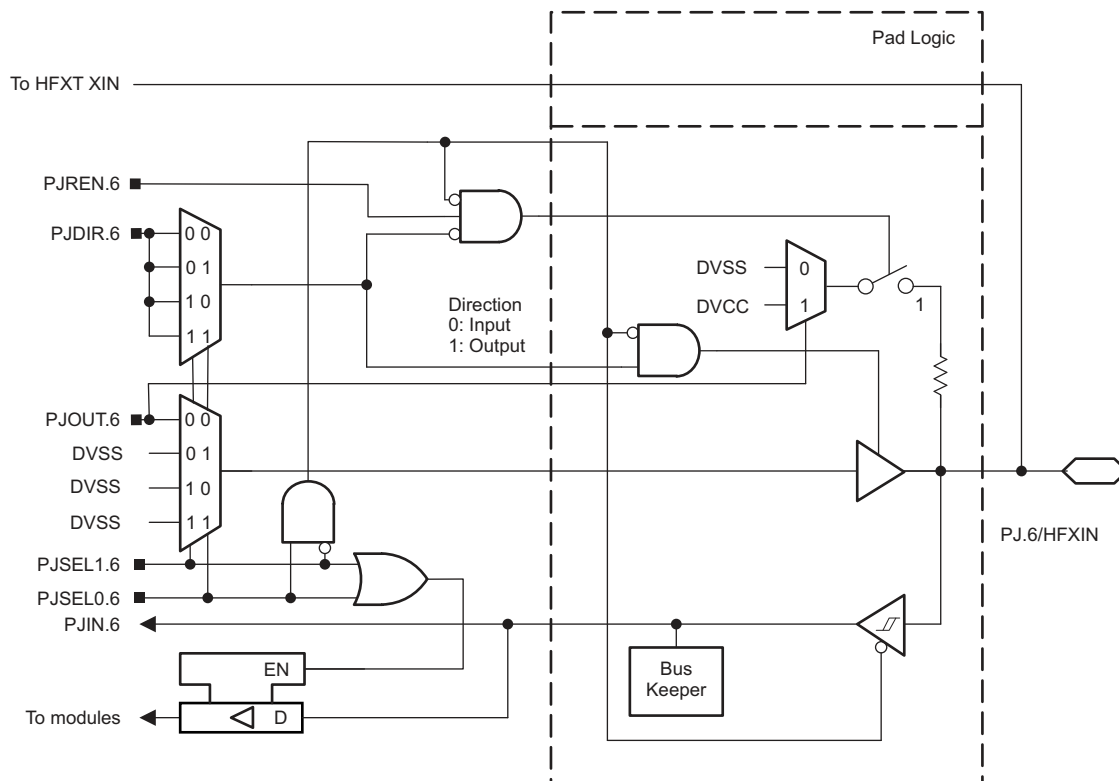 Pad Logic
To HFXT XIN
PJREN.6
PJDIR.6
0 0
0 1
1 0
1 1
DVSS
0
DVCC
1
1
Direction
0: Input
1: Output
PJOUT.6
0 0
DVSS
0 1
DVSS
1 0
DVSS
1 1
PJ.6/HFXIN
PJSEL1.6
PJSEL0.6
PJIN.6
EN
Bus
Keeper
To modules
D